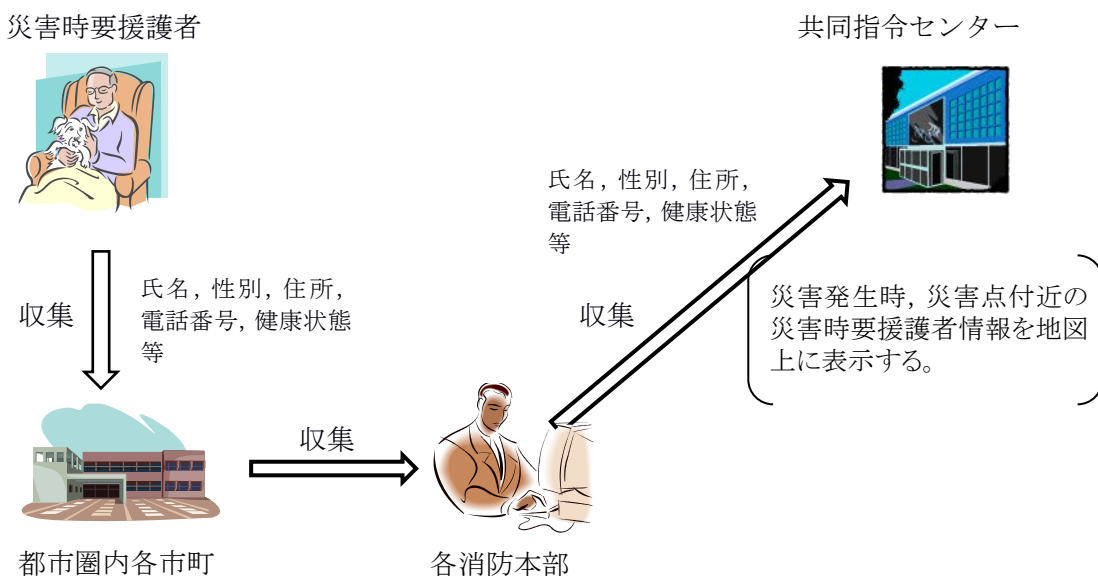 災害時要援護者
共同指令センター
氏名，性別，住所，
電話番号，健康状態
等
収集
氏名，性別，住所，
電話番号，健康状態
等
収集
災害発生時，災害点付近の
災害時要援護者情報を地図
上に表示する。
収集
都市圏内各市町
各消防本部